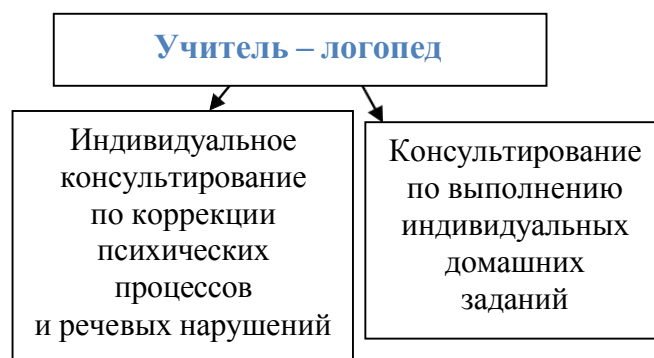 Учитель – логопед
Индивидуальное
консультирование
по коррекции
психических
процессов
и речевых нарушений
Консультирование
по выполнению
индивидуальных
домашних
заданий